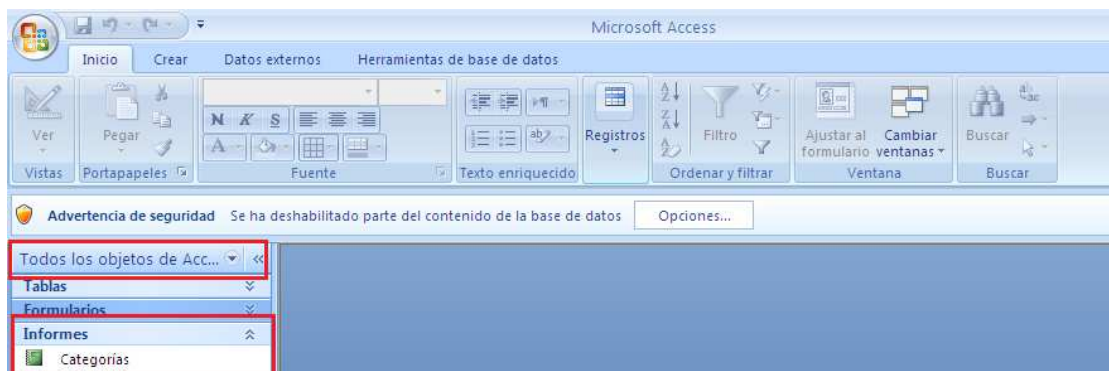 Microsoft Access
Inicio Crear Datos externos Herramientas de base de datos
Ver Pegar N K S A Registros Filtro Ajustar al formulario Cambiar ventanas Buscar
Vistas Portapapeles Fuente Texto enriquecido Ordenar y filtrar Ventana Buscar
Advertencia de seguridad Se ha deshabilitado parte del contenido de la base de datos Opciones...
Todos los objetos de Acc...
Tablas
Formularios
Informes
Categorías